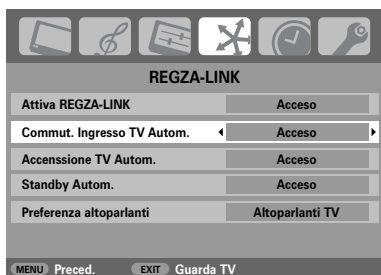 REGZA-LINK
Attiva REGZA-LINK Acceso
Commut. Ingresso TV Autom. Acceso
Accenssione TV Autom. Acceso
Standby Autom. Acceso
Preferenza altoparlanti Altoparlanti TV
MENU Preced. EXIT Guarda TV